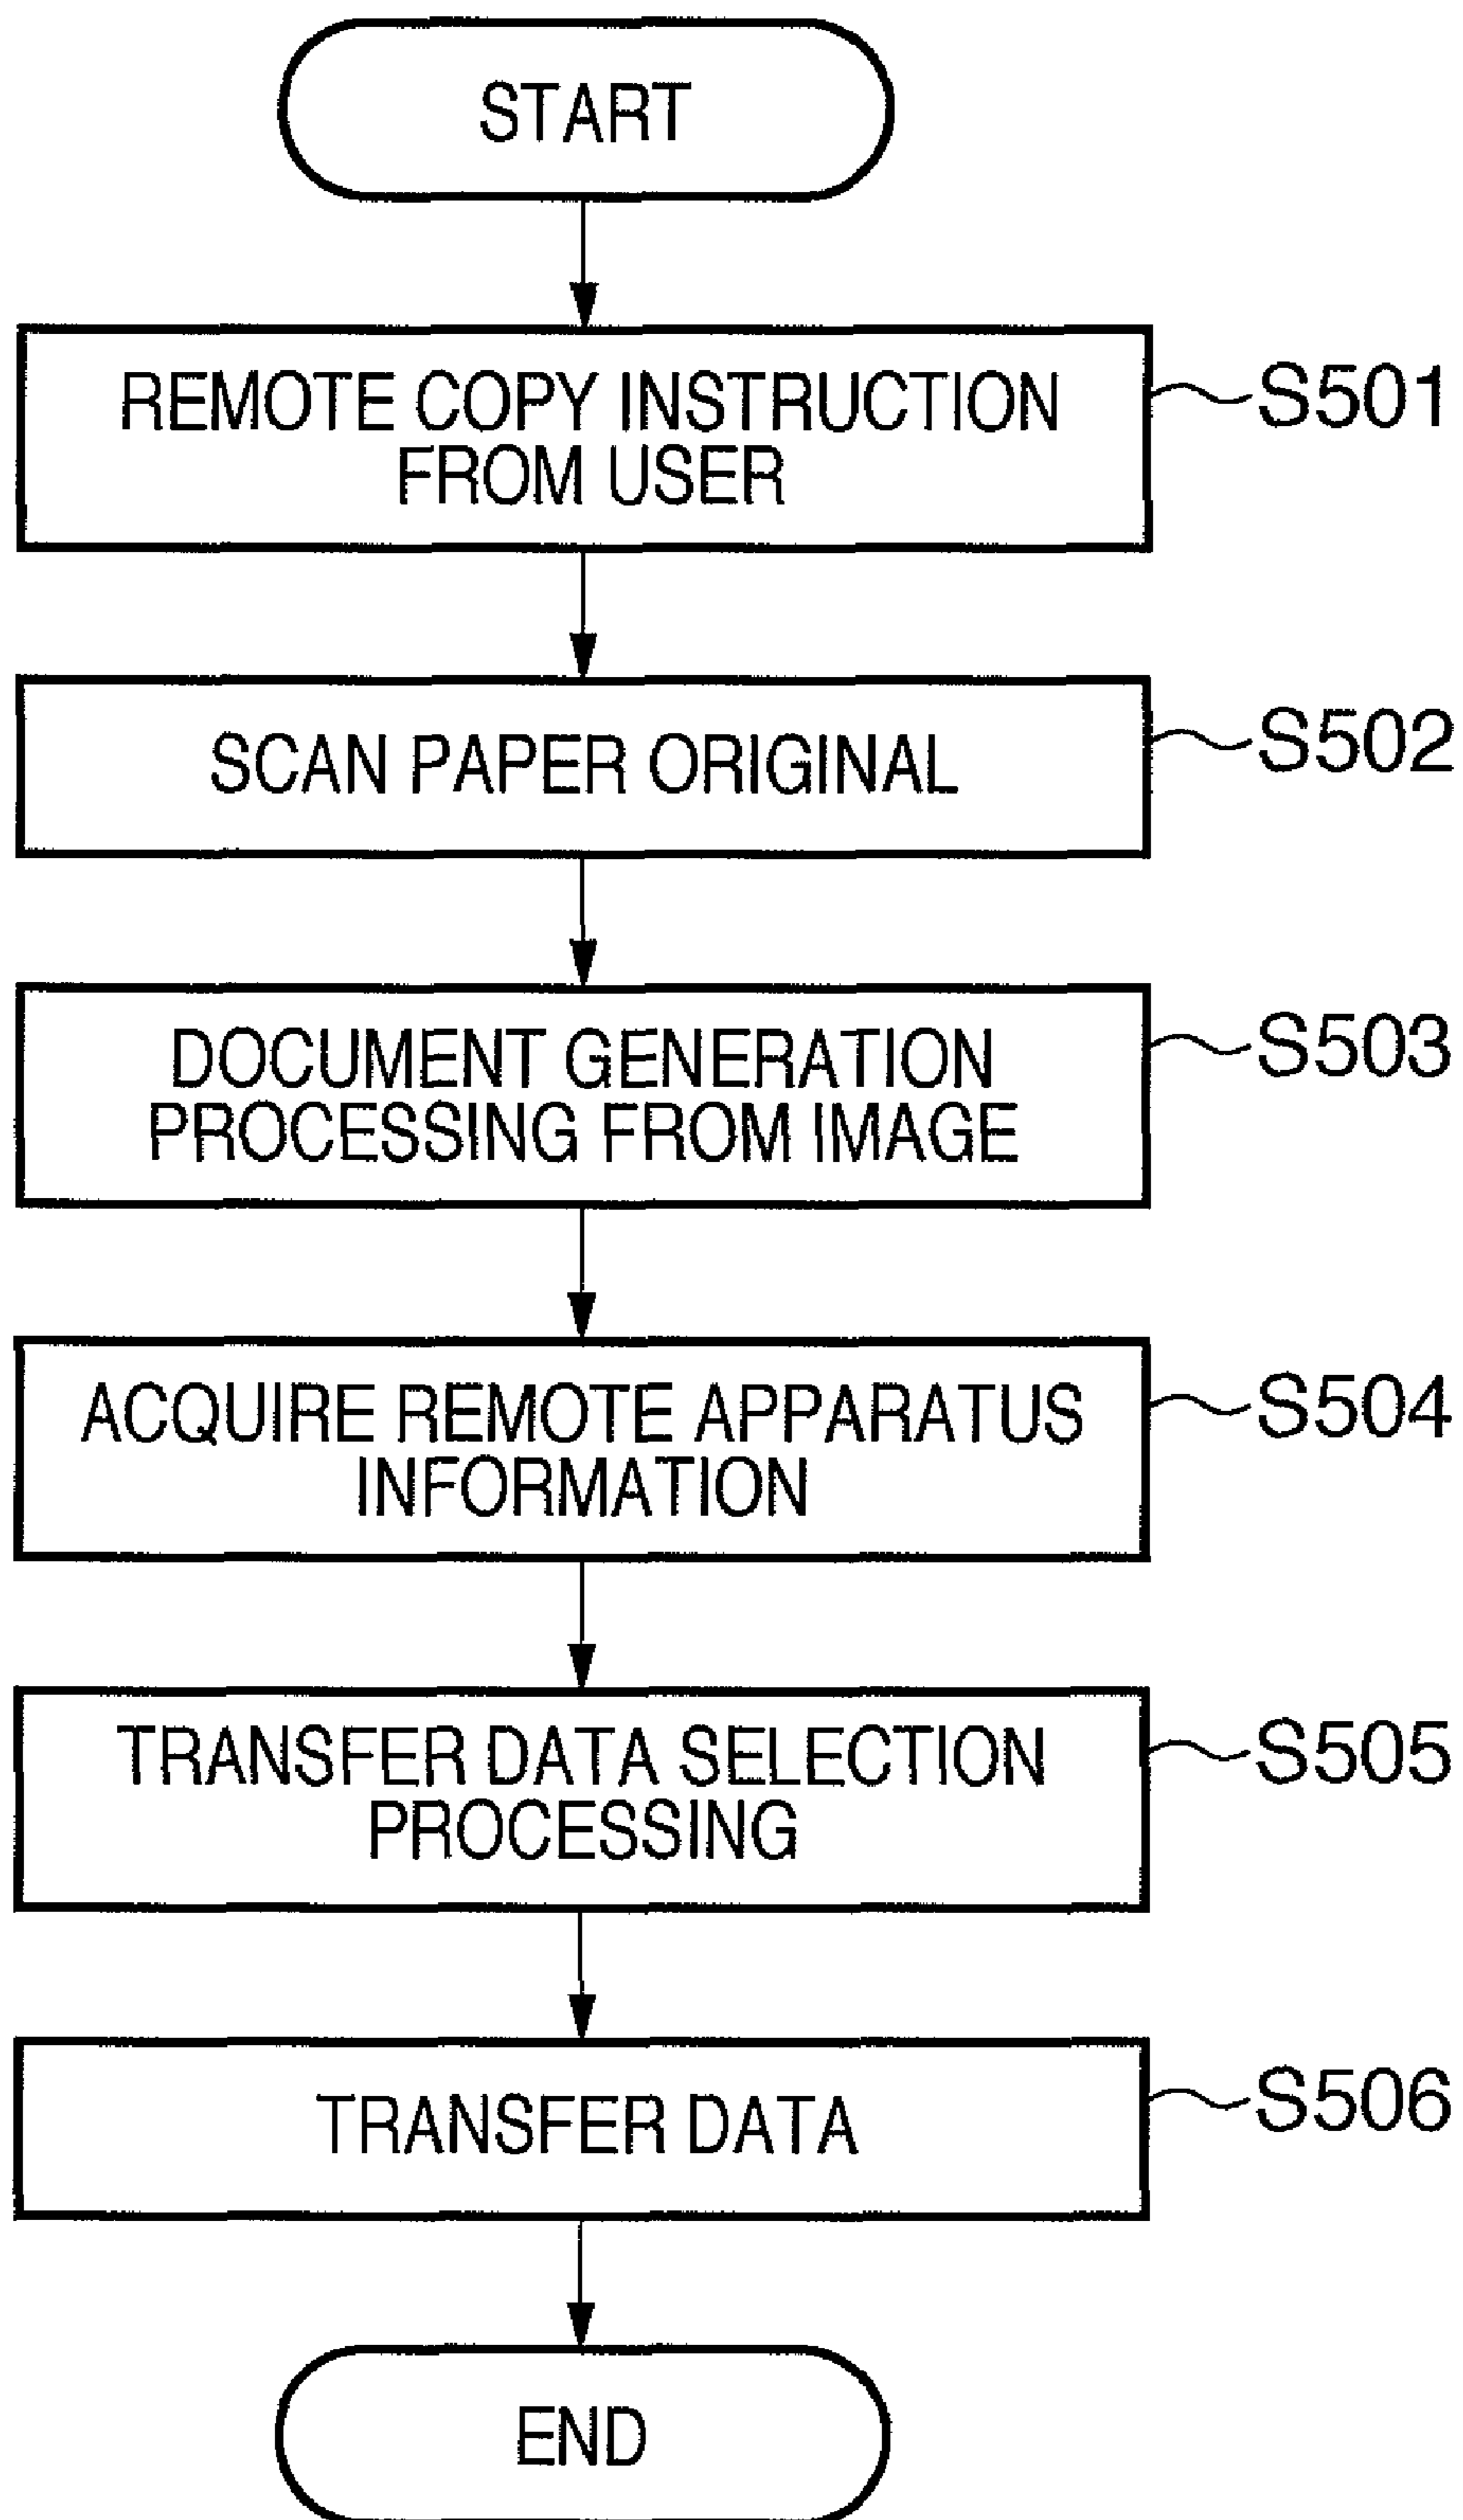 START
REMOTE COPY INSTRUCTION
FROM USER
S501
SCAN PAPER ORIGINAL
S502
DOCUMENT GENERATION
PROCESSING FROM IMAGE
S503
ACQUIRE REMOTE APPARATUS
INFORMATION
S504
TRANSFER DATA SELECTION
PROCESSING
S505
TRANSFER DATA
S506
END